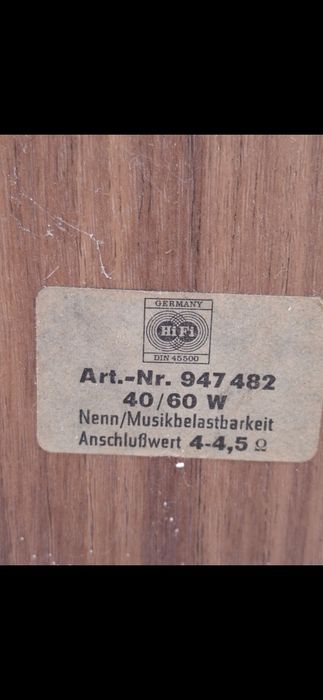 GERMANY
HiFi
DIN 45500
Art.-Nr. 947 482
40/60 W
Nenn/Musikbelastbarkeit
Anschlußwert 4-4,5 Ω